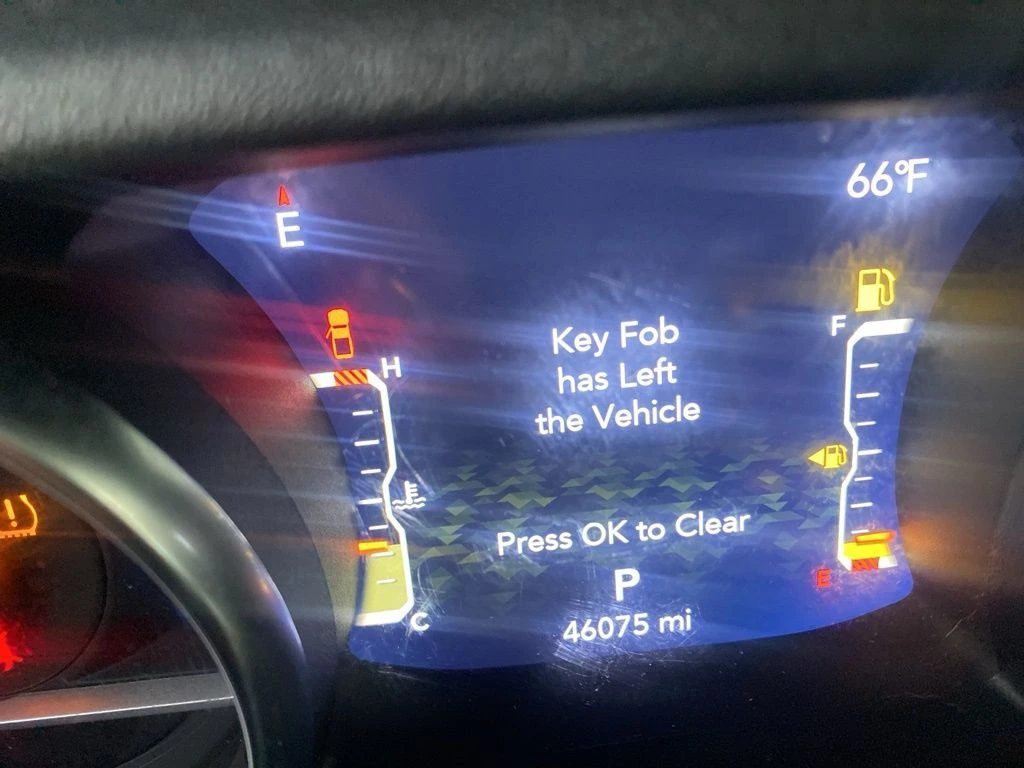 E
66°F
F
H
Key Fob
has Left
the Vehicle
Press OK to Clear
E
P
C
46075 mi